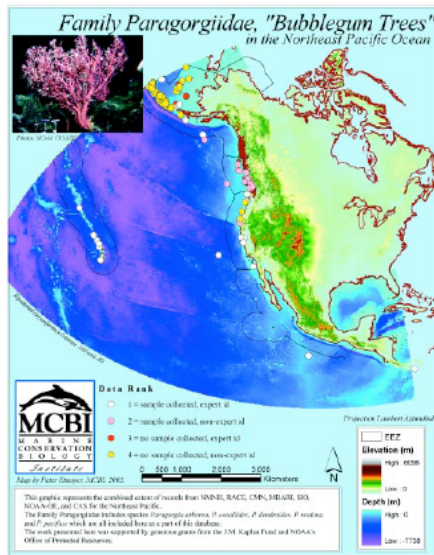 Family Paragorgiidae, "Bubblegum Trees"
in the Northeast Pacific Ocean
Photo: NOAA
Data Rank
1 = sample collected, expert id
2 = sample collected, non-expert id
3 = no sample collected, expert id
4 = no sample collected, non-expert id
MCBI
MARINE
CONSERVATION
BIOLOGY
Institute
Map by Peter Etnoyer, MCBI, 2003.
0 500 1,000 2,000 3,000
Kilometers
N
Projection Lambert Azimuthal
EEZ
Elevation (m)
High : 6096
Low : 0
Depth (m)
High : 0
Low : -7738
This graphic represents the combined extent of records from NMNH, RACE, CMN, MBARI, SIO,
NOAA-OE, and CAS for the Northeast Pacific.
The Family Paragorgiidae includes species Paragorgia arborea, P. dendroides,
and P. pacifica which are all included here as a part of this database.
The work presented here was supported by generous grants from the J.M. Kaplan Fund and NOAA's
Office of Protected Resources.